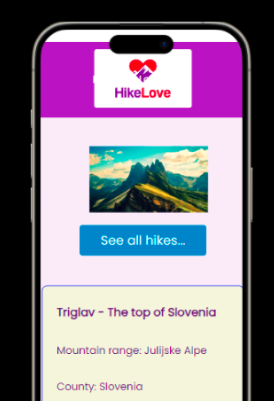 HikeLove
See all hikes...
Triglav - The top of Slovenia
Mountain range: Julijske Alpe
County: Slovenia